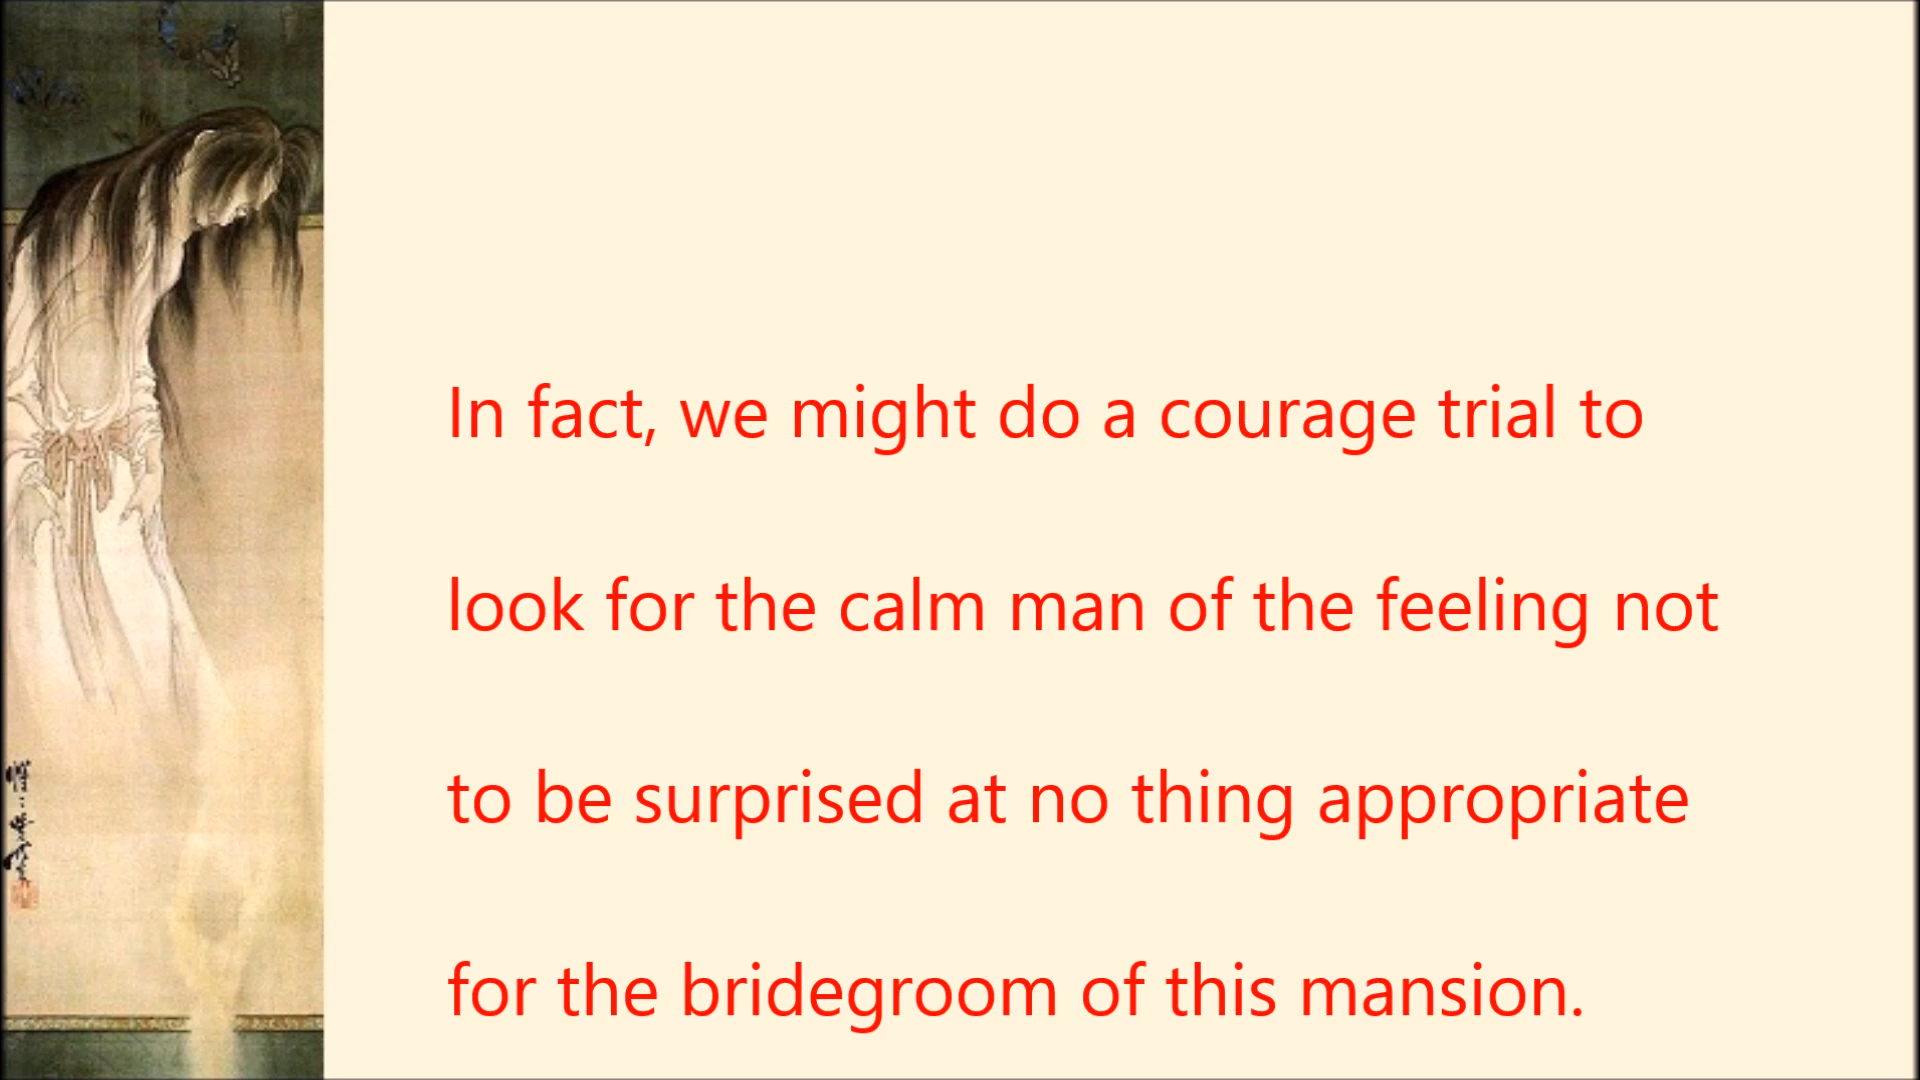 In fact, we might do a courage trial to
look for the calm man of the feeling not
to be surprised at no thing appropriate
for the bridegroom of this mansion.